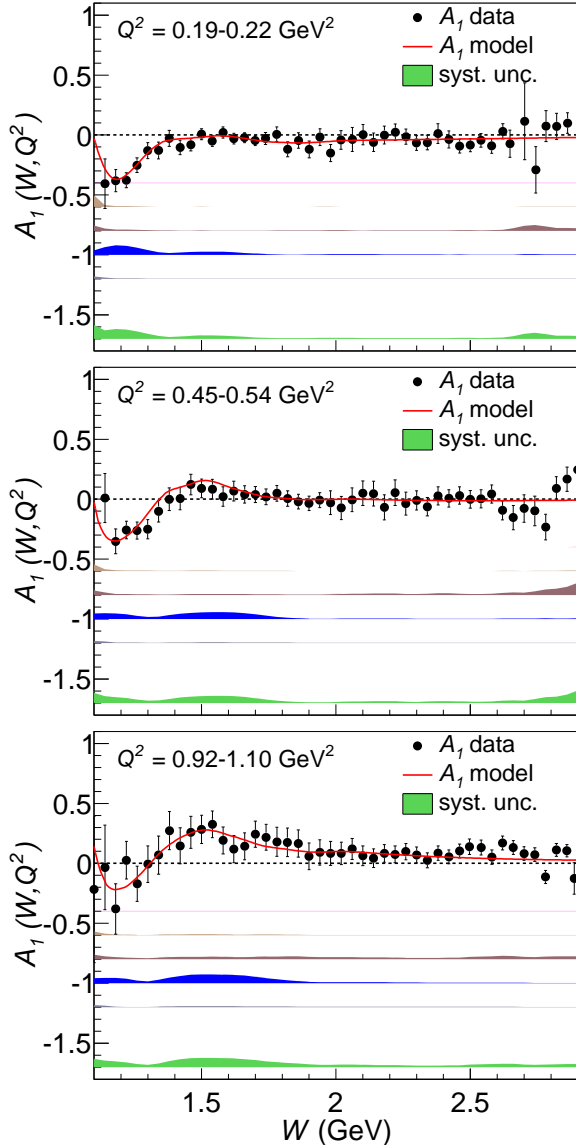 Q² = 0.19-0.22 GeV²
A₁ data
A₁ model
syst. unc.
1
0.5
0
-0.5
-1
-1.5
A₁ (W,Q²)
Q² = 0.45-0.54 GeV²
A₁ data
A₁ model
syst. unc.
1
0.5
0
-0.5
-1
-1.5
A₁ (W,Q²)
Q² = 0.92-1.10 GeV²
A₁ data
A₁ model
syst. unc.
1
0.5
0
-0.5
-1
-1.5
A₁ (W,Q²)
1.5 2 2.5
W (GeV)